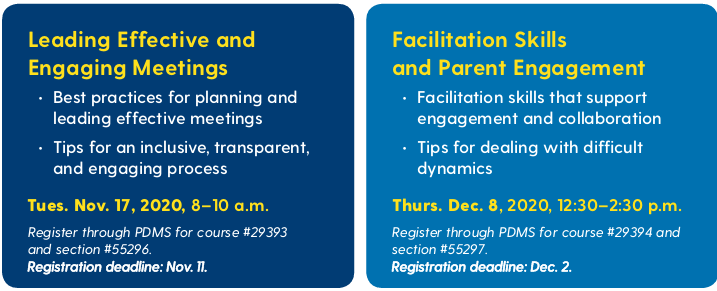 Leading Effective and
Engaging Meetings
· Best practices for planning and
leading effective meetings
· Tips for an inclusive, transparent,
and engaging process
Tues. Nov. 17, 2020, 8–10 a.m.
Register through PDMS for course #29393
and section #55296.
Registration deadline: Nov. 11.
Facilitation Skills
and Parent Engagement
· Facilitation skills that support
engagement and collaboration
· Tips for dealing with difficult
dynamics
Thurs. Dec. 8, 2020, 12:30–2:30 p.m.
Register through PDMS for course #29394 and
section #55297.
Registration deadline: Dec. 2.